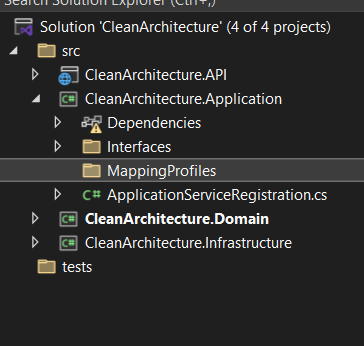 Search Solution Explorer (Ctrl+;)
Solution 'CleanArchitecture' (4 of 4 projects)
src
CleanArchitecture.API
CleanArchitecture.Application
Dependencies
Interfaces
MappingProfiles
C# ApplicationServiceRegistration.cs
CleanArchitecture.Domain
CleanArchitecture.Infrastructure
tests